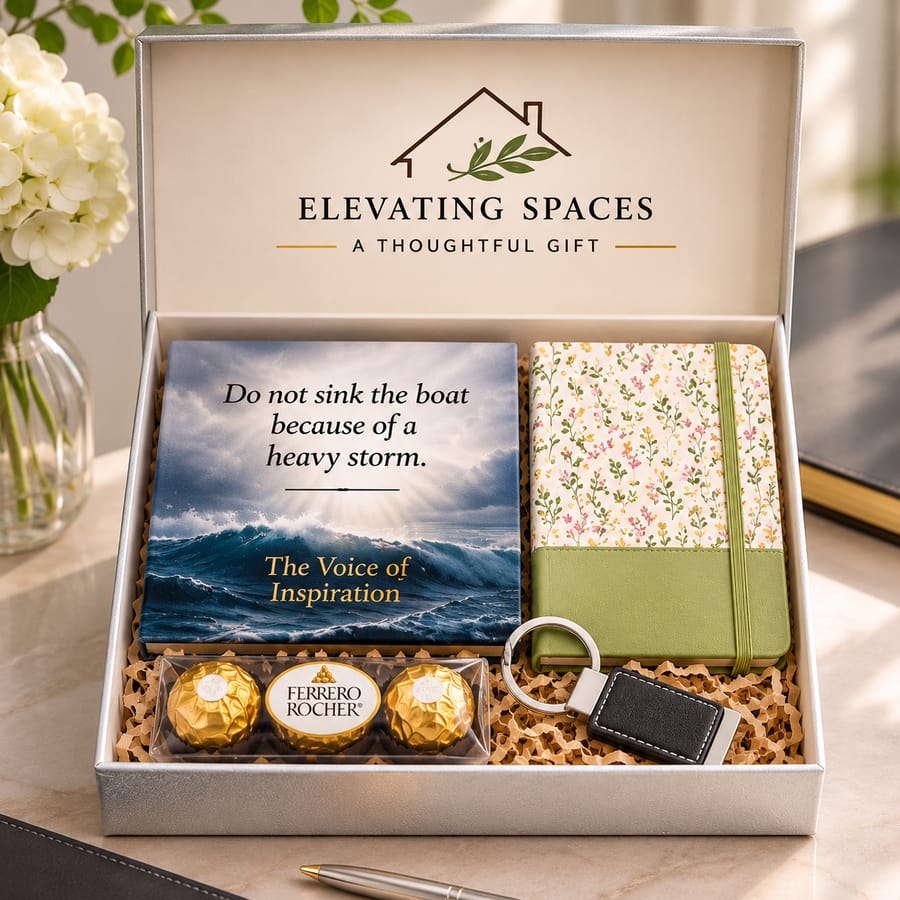 ELEVATING SPACES
A THOUGHTFUL GIFT
Do not sink the boat
because of a
heavy storm.
The Voice of
Inspiration
FERRERO
ROCHER®